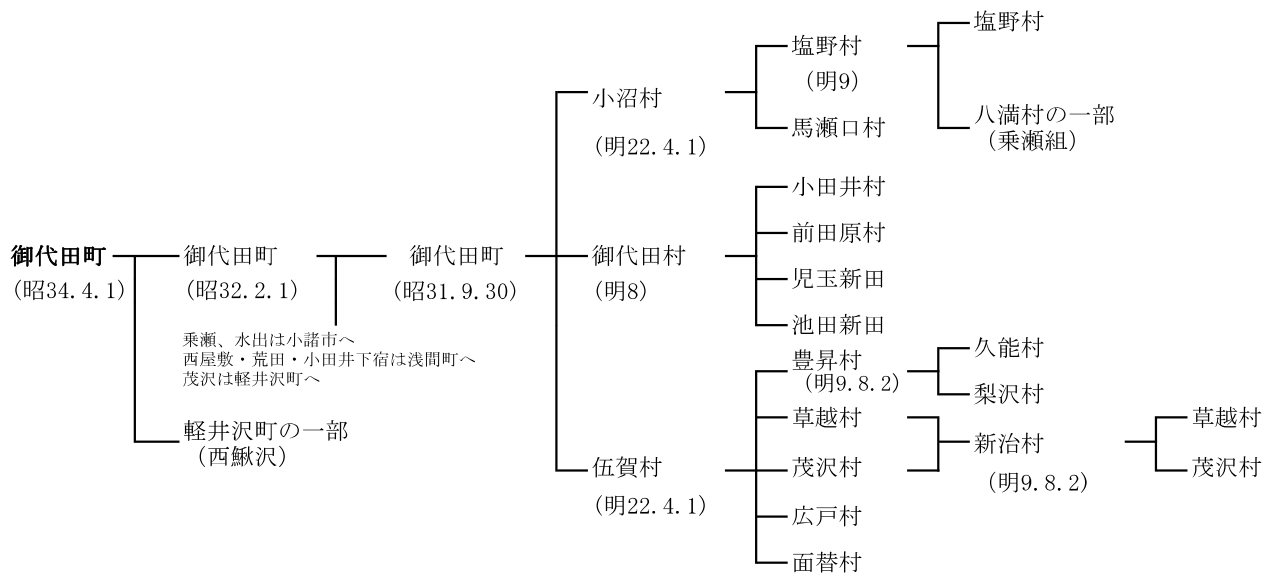 御代田町
(昭34.4.1)
御代田町
(昭32.2.1)
乗瀬、水出は小諸市へ
西屋敷・荒田・小田井下宿は浅間町へ
茂沢は軽井沢町へ
軽井沢町の一部
(西鰍沢)
御代田町
(昭31.9.30)
小沼村
(明22.4.1)
御代田村
(明8)
伍賀村
(明22.4.1)
塩野村
(明9)
馬瀬口村
小田井村
前田原村
児玉新田
池田新田
豊昇村
(明9.8.2)
草越村
茂沢村
広戸村
面替村
塩野村
八満村の一部
(乗瀬組)
久能村
梨沢村
新治村
(明9.8.2)
草越村
茂沢村